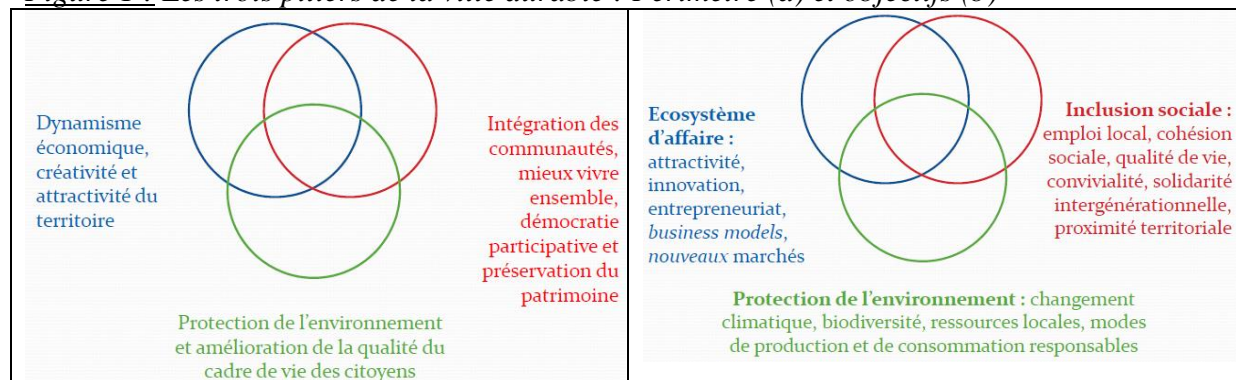 Figure : Les trois piliers de la ville durable : Périmètre (a) et objectifs (b)
Dynamisme
économique,
créativité et
attractivité du
territoire
Intégration des
communautés,
mieux vivre
ensemble,
démocratie
participative et
préservation du
patrimoine
Protection de l'environnement
et amélioration de la qualité du
cadre de vie des citoyens
Ecosystème
d'affaire :
attractivité,
innovation,
entrepreneuriat,
business models,
nouveaux marchés
Inclusion sociale :
emploi local, cohésion
sociale, qualité de vie,
convivialité, solidarité
intergénérationnelle,
proximité territoriale
Protection de l'environnement : changement
climatique, biodiversité, ressources locales, modes
de production et de consommation responsables